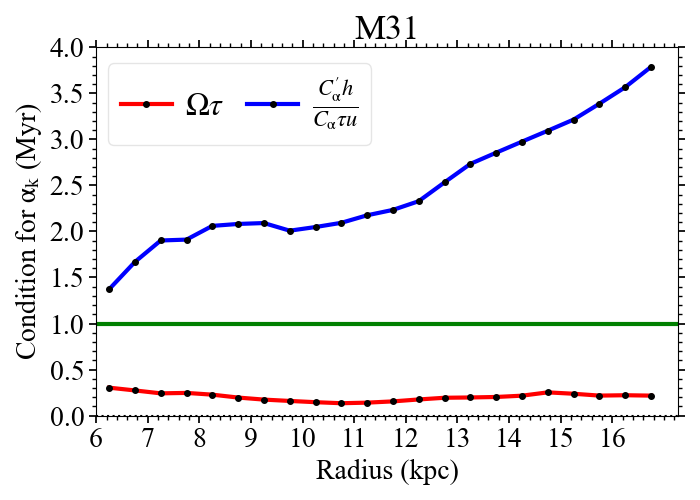 M31
Condition for αₖ (Myr)
4.0
3.5
3.0
2.5
2.0
1.5
1.0
0.5
0.0
Ωτ
C'αh / Cατu
6 7 8 9 10 11 12 13 14 15 16
Radius (kpc)